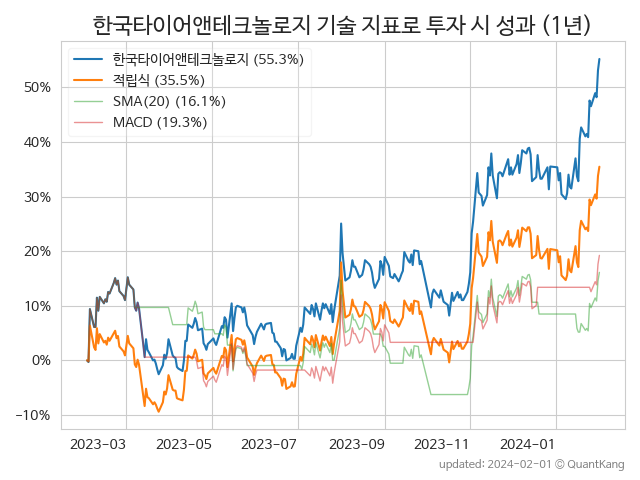 한국타이어앤테크놀로지 기술 지표로 투자 시 성과 (1년)
한국타이어앤테크놀로지 (55.3%)
적립식 (35.5%)
SMA(20) (16.1%)
MACD (19.3%)
50%
40%
30%
20%
10%
0%
−10%
2023-03 2023-05 2023-07 2023-09 2023-11 2024-01
updated: 2024-02-01 © QuantKang